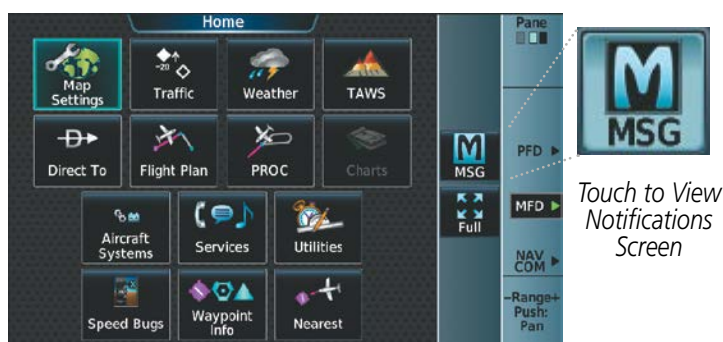 Home
Pane
Map
Settings
-20
Traffic
Weather
TAWS
Direct To
Flight Plan
PROC
Charts
M
MSG
PFD
M
MSG
Aircraft
Systems
Services
Utilities
Full
MFD
NAV
COM
Speed Bugs
Waypoint
Info
Nearest
-Range+
Push:
Pan
Touch to View
Notifications
Screen